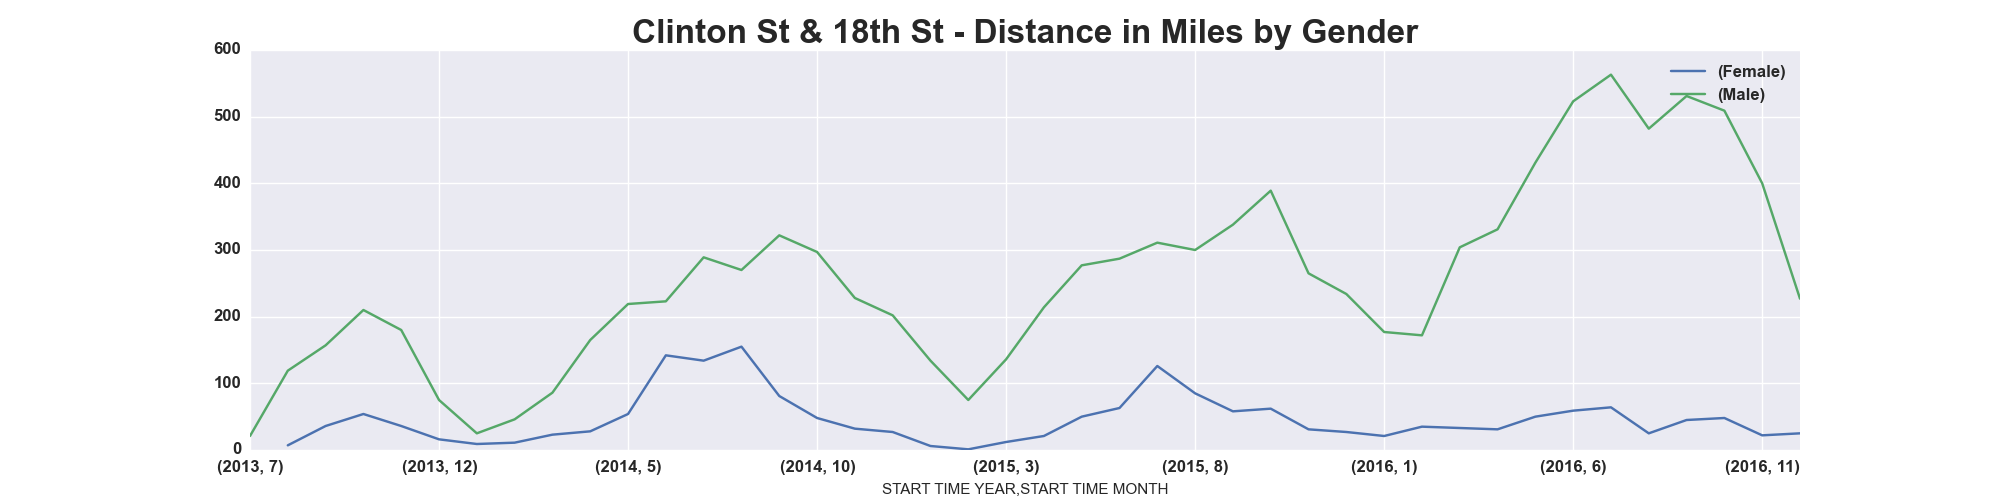 Clinton St & 18th St - Distance in Miles by Gender
600
500
400
300
200
100
0
(Female)
(Male)
(2013, 7) (2013, 12) (2014, 5) (2014, 10) (2015, 3) (2015, 8) (2016, 1) (2016, 6) (2016, 11)
START TIME YEAR,START TIME MONTH